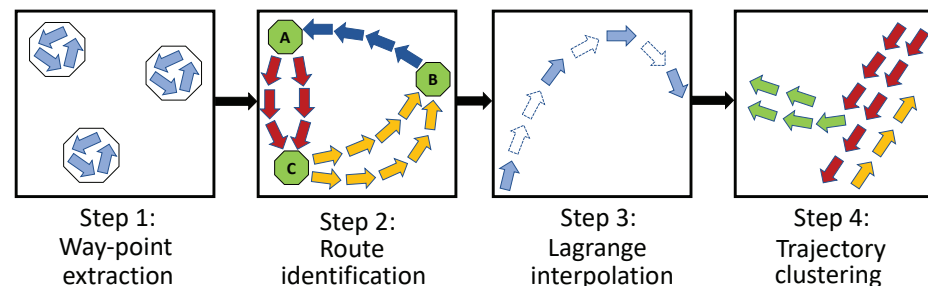 A
B
C
Step 1:
Way-point
extraction
Step 2:
Route
identification
Step 3:
Lagrange
interpolation
Step 4:
Trajectory
clustering